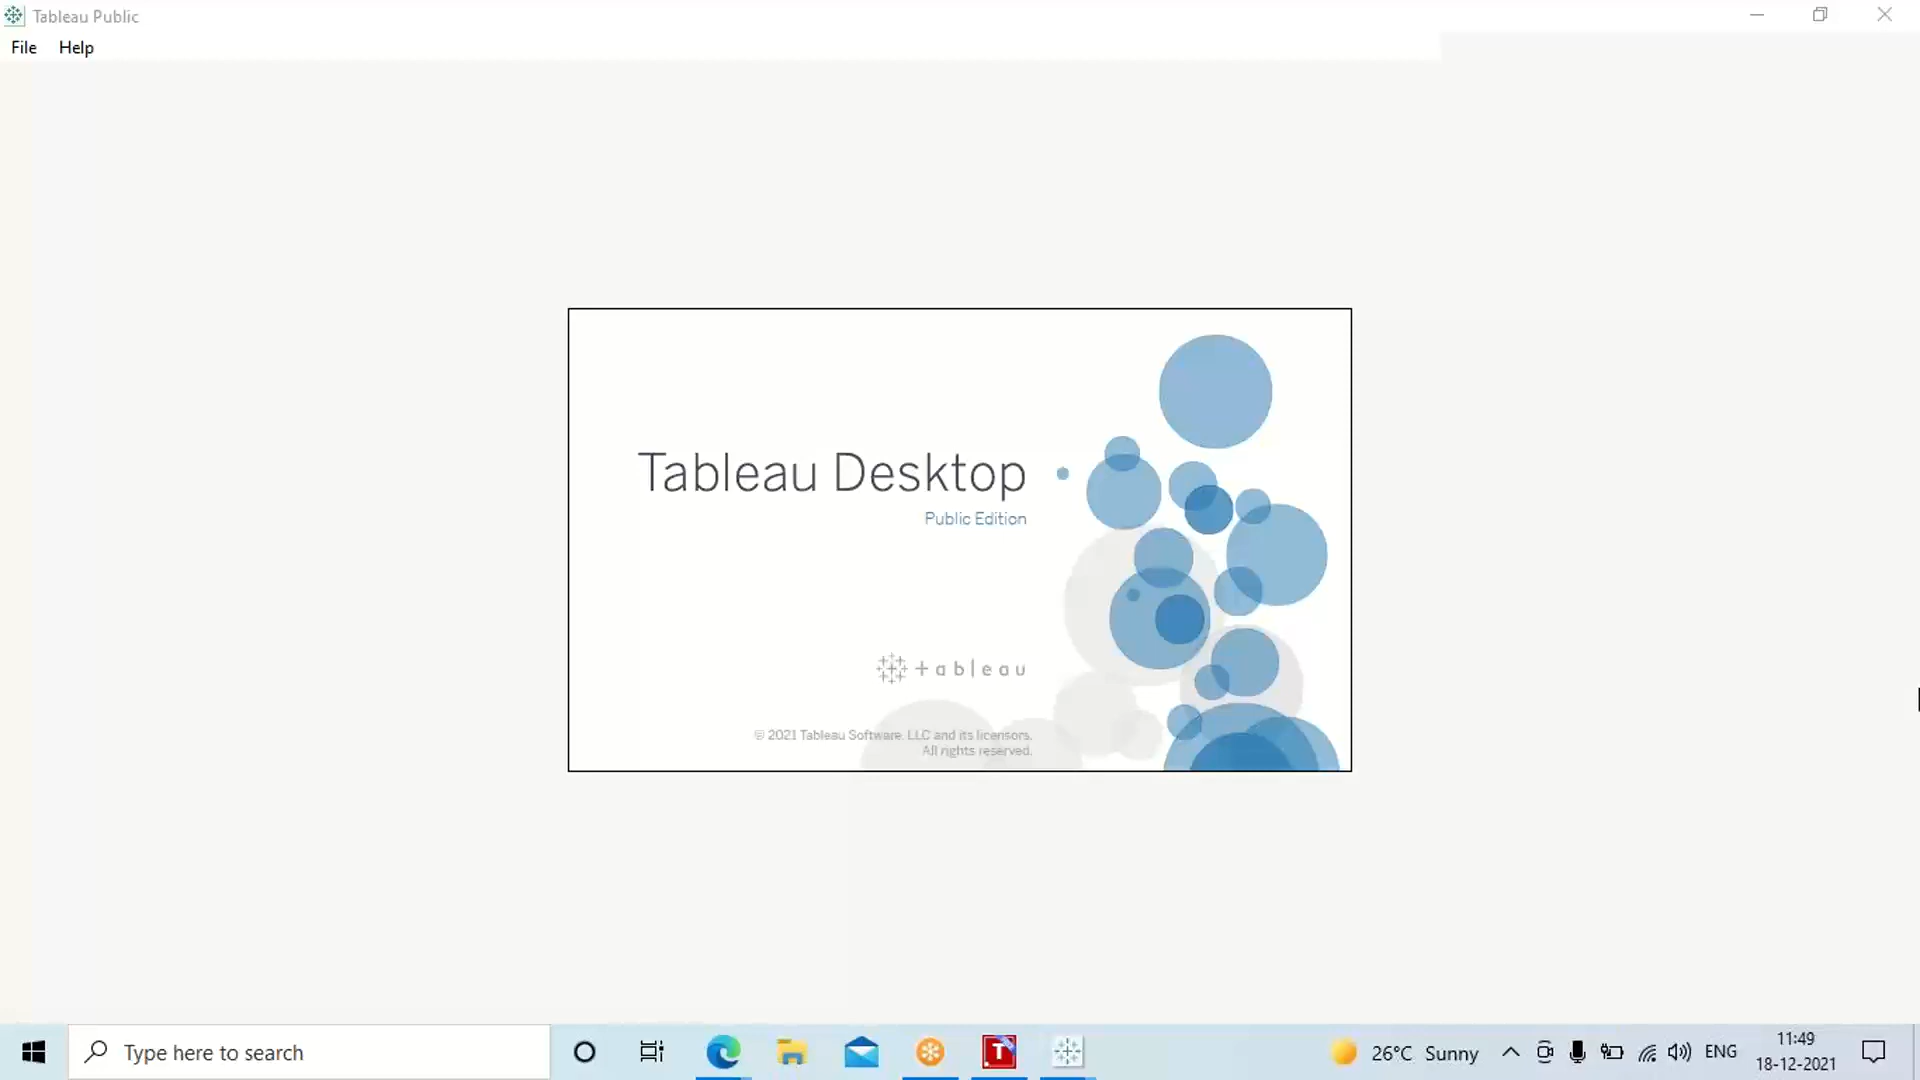 Tableau Public
File Help
Tableau Desktop
Public Edition
+ a b l e a u
© 2021 Tableau Software, LLC and its licensors.
All rights reserved.
Type here to search
T
26°C Sunny
ENG
11:49
18-12-2021